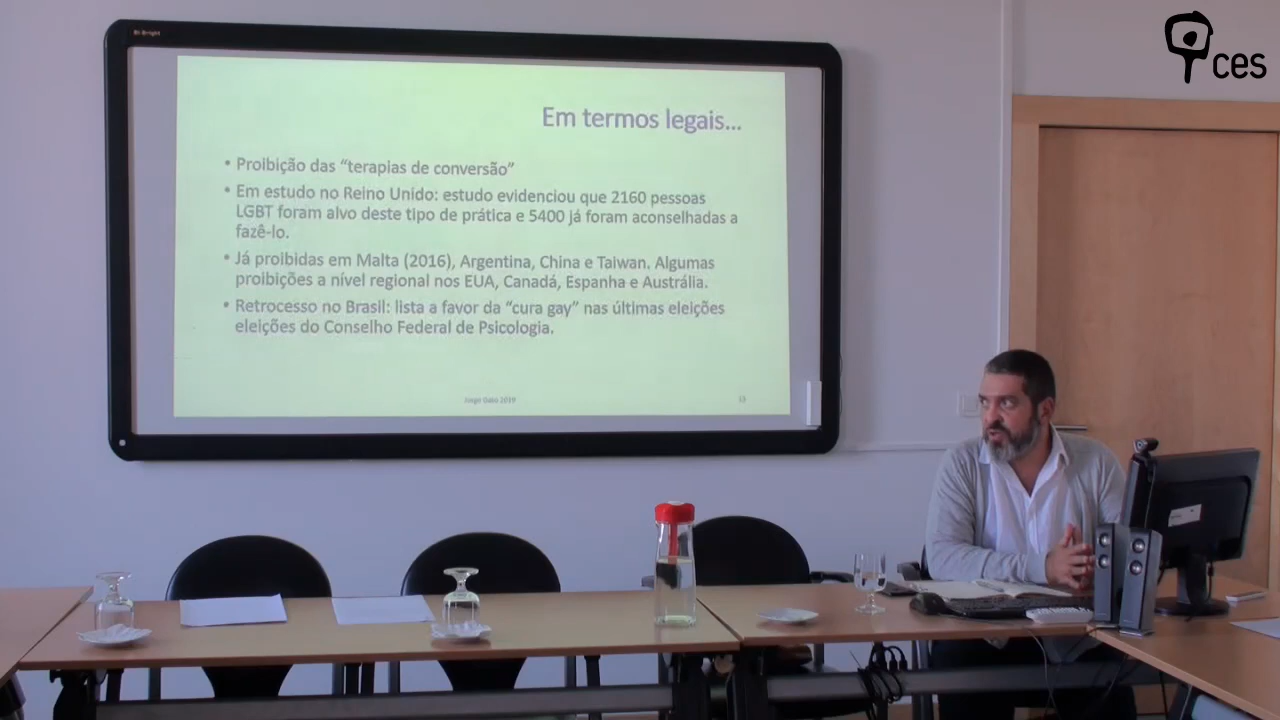 ces
Em termos legais...
• Proibição das “terapias de conversão”
• Em estudo no Reino Unido: estudo evidenciou que 2160 pessoas
LGBT foram alvo deste tipo de prática e 5400 já foram aconselhadas a
fazê-lo.
• Já proibidas em Malta (2016), Argentina, China e Taiwan. Algumas
proibições a nível regional nos EUA, Canadá, Espanha e Austrália.
• Retrocesso no Brasil: lista a favor da “cura gay” nas últimas eleições
eleições do Conselho Federal de Psicologia.
2019
13